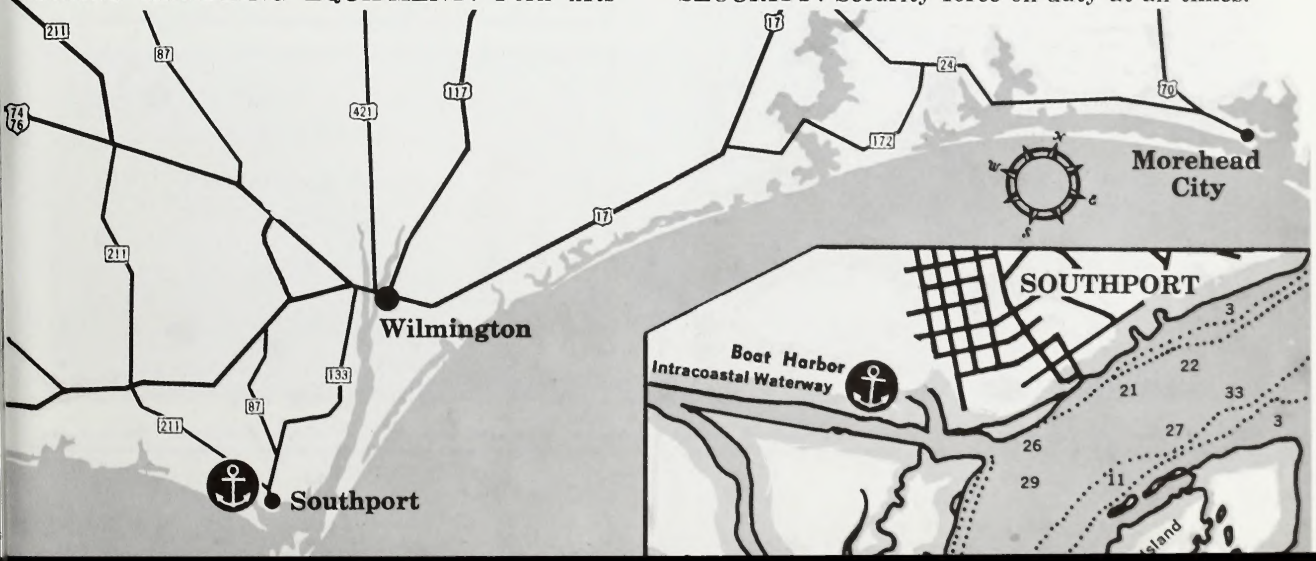 SECURITY: Security force on duty at all times.
211
87
421
117
17
24
70
74
76
172
N
W
E
S
Morehead
City
17
211
Wilmington
133
87
211
Southport
SOUTHPORT
Boat Harbor
Intracoastal Waterway
3
22
21
33
3
27
26
29
11
Island